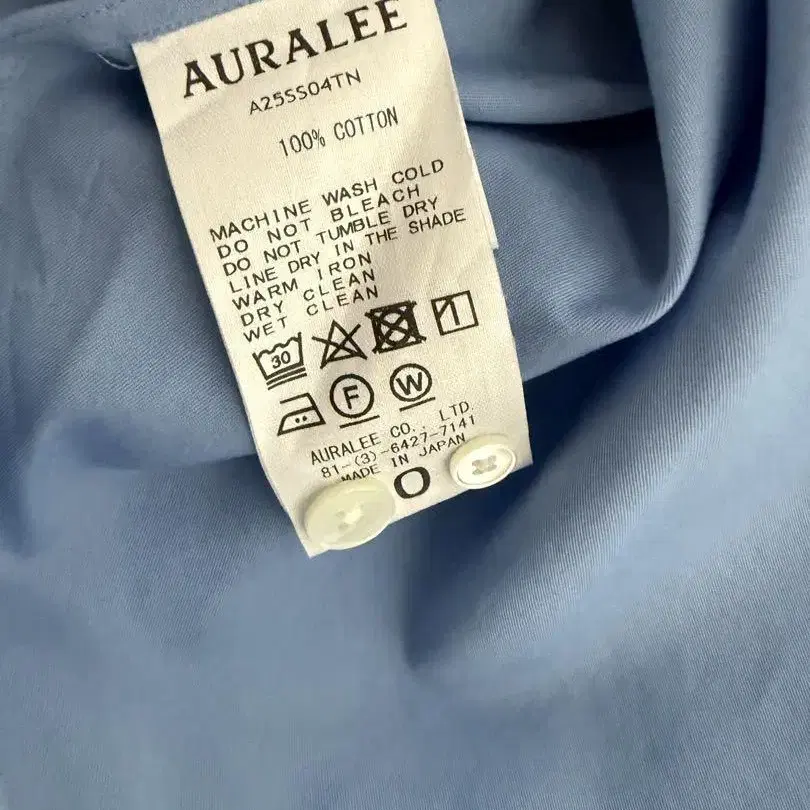 AURALEE
A25SS04TN
100% COTTON
MACHINE WASH COLD
DO NOT BLEACH
DO NOT TUMBLE DRY
LINE DRY IN THE SHADE
WARM IRON
DRY CLEAN
WET CLEAN
30
F W
AURALEE CO., LTD.
81-(3)-6427-7141
MADE IN JAPAN
O